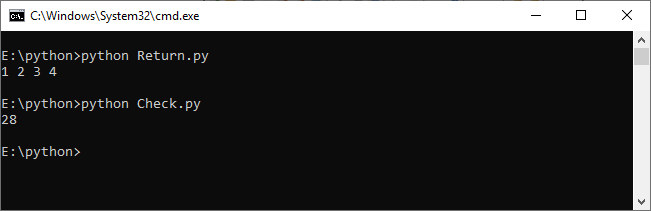 C:\Windows\System32\cmd.exe
E:\python>python Return.py
1 2 3 4
E:\python>python Check.py
28
E:\python>